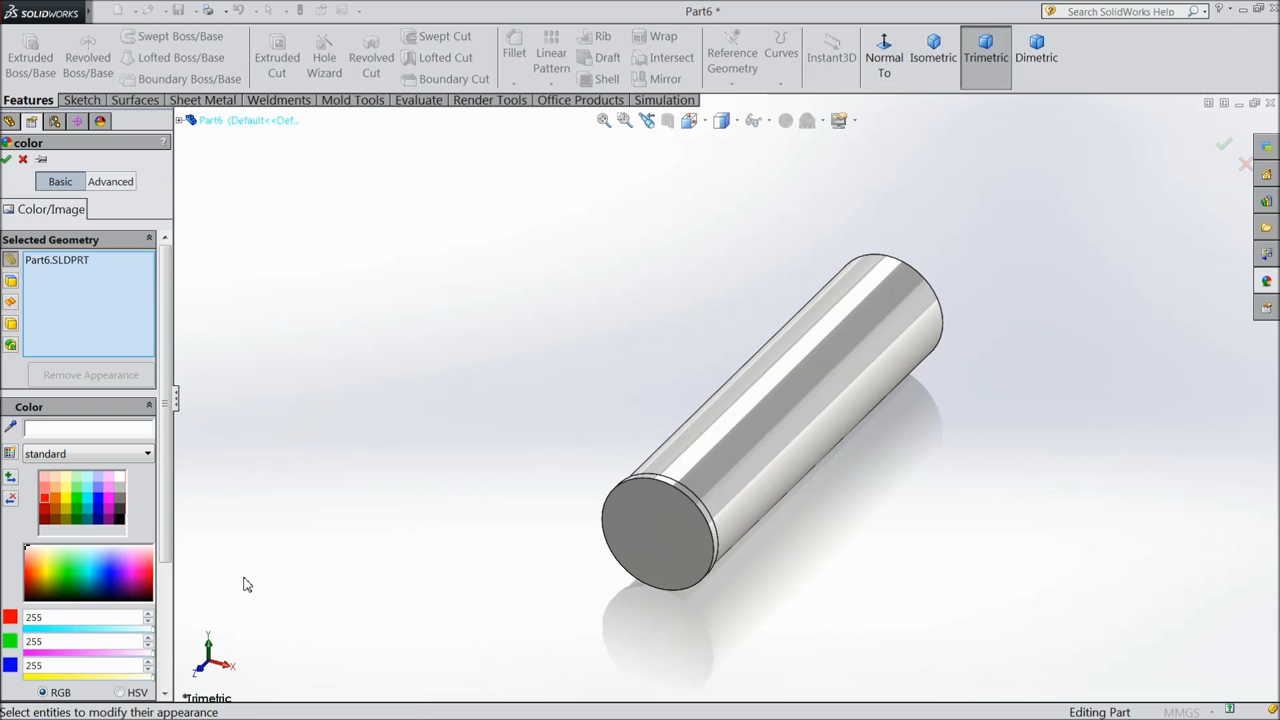 SOLIDWORKS
Part6 *
Search SolidWorks Help
Extruded Boss/Base
Revolved Boss/Base
Swept Boss/Base
Lofted Boss/Base
Boundary Boss/Base
Extruded Cut
Hole Wizard
Revolved Cut
Swept Cut
Lofted Cut
Boundary Cut
Fillet
Linear Pattern
Rib
Draft
Shell
Wrap
Intersect
Mirror
Reference Geometry
Curves
Instant3D
Normal To
Isometric
Trimetric
Dimetric
Features
Sketch
Surfaces
Sheet Metal
Weldments
Mold Tools
Evaluate
Render Tools
Office Products
Simulation
Part6 (Default<<Def...
color
?
Basic
Advanced
Color/Image
Selected Geometry
Part6.SLDPRT
Remove Appearance
Color
standard
255
255
255
RGB
HSV
Y
X
Z
*Trimetric
Select entities to modify their appearance
Editing Part
MMGS